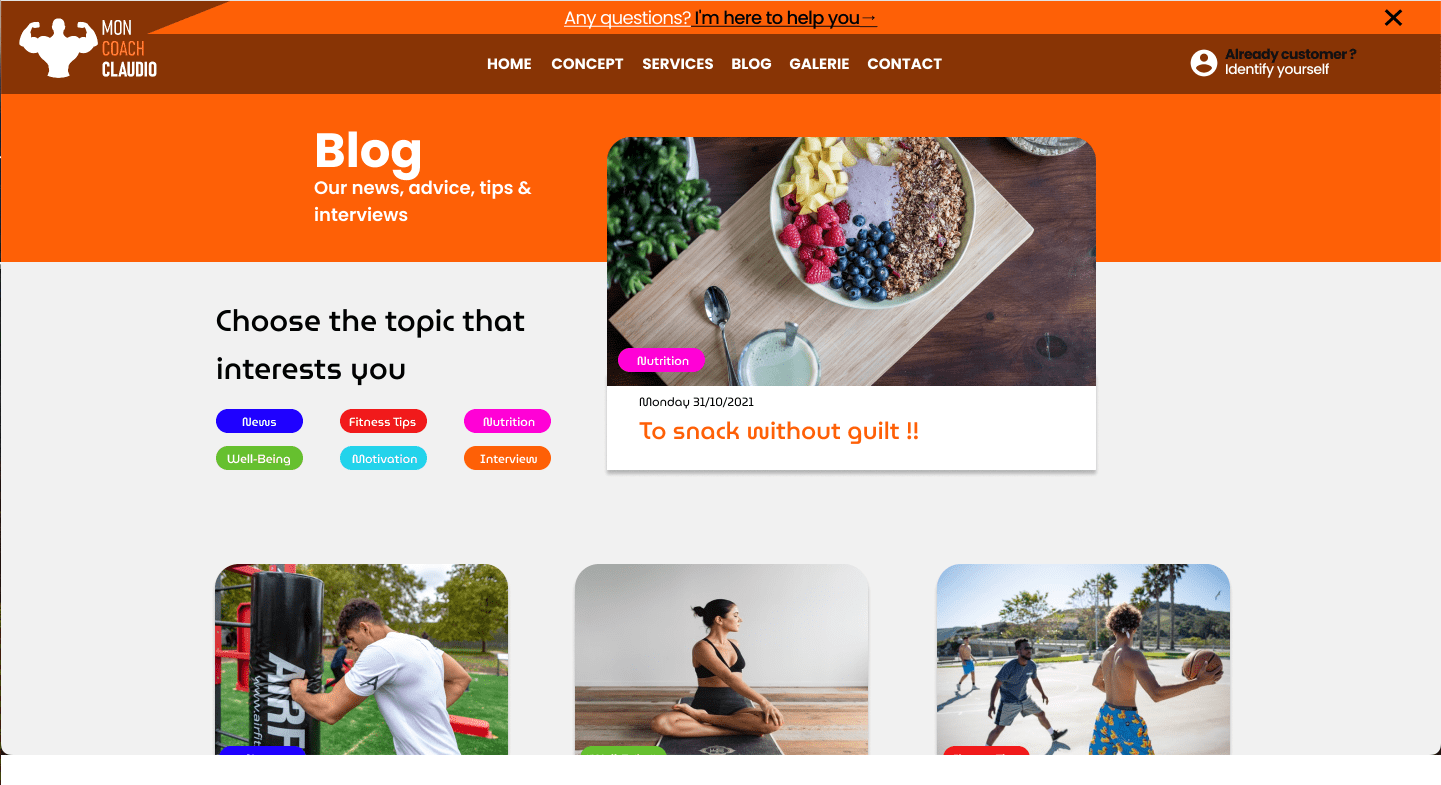 Any questions? I'm here to help you→
MON
COACH
CLAUDIO
HOME CONCEPT SERVICES BLOG GALERIE CONTACT
Already customer ?
Identify yourself
Blog
Our news, advice, tips &
interviews
Choose the topic that
interests you
News Fitness Tips Nutrition
Well-Being Motivation Interview
Nutrition
Monday 31/10/2021
To snack without guilt !!
AIRF
www.airfit